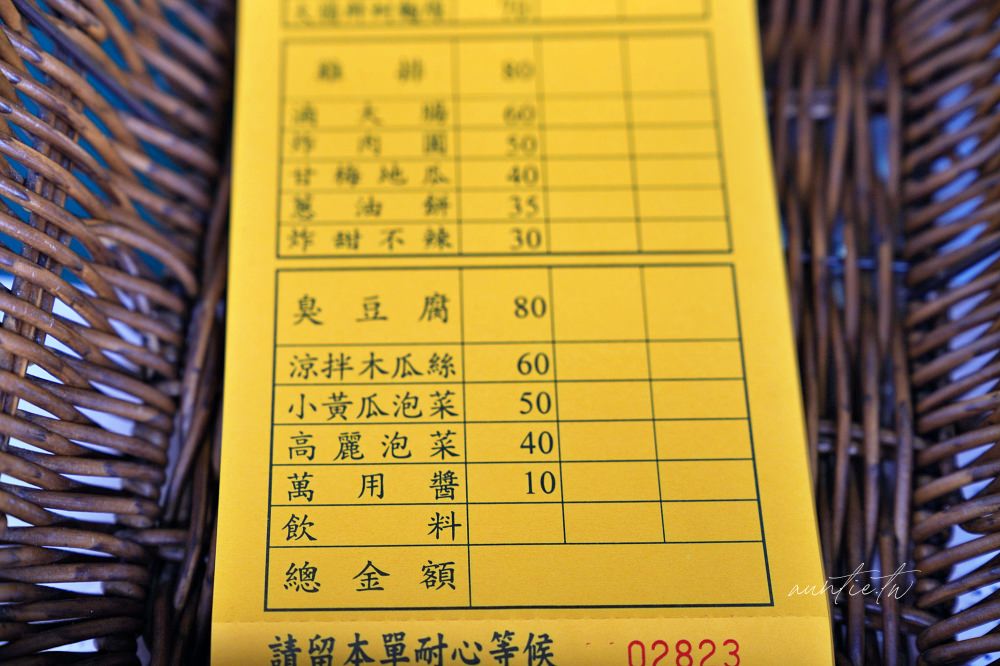 雞排 80
滷大腸 60
炸肉圓 50
甘梅地瓜 40
蔥油餅 35
炸甜不辣 30
臭豆腐 80
涼拌木瓜絲 60
小黃瓜泡菜 50
高麗泡菜 40
萬用醬 10
飲料
總金額
請留本單耐心等候 02823
auntie.tw